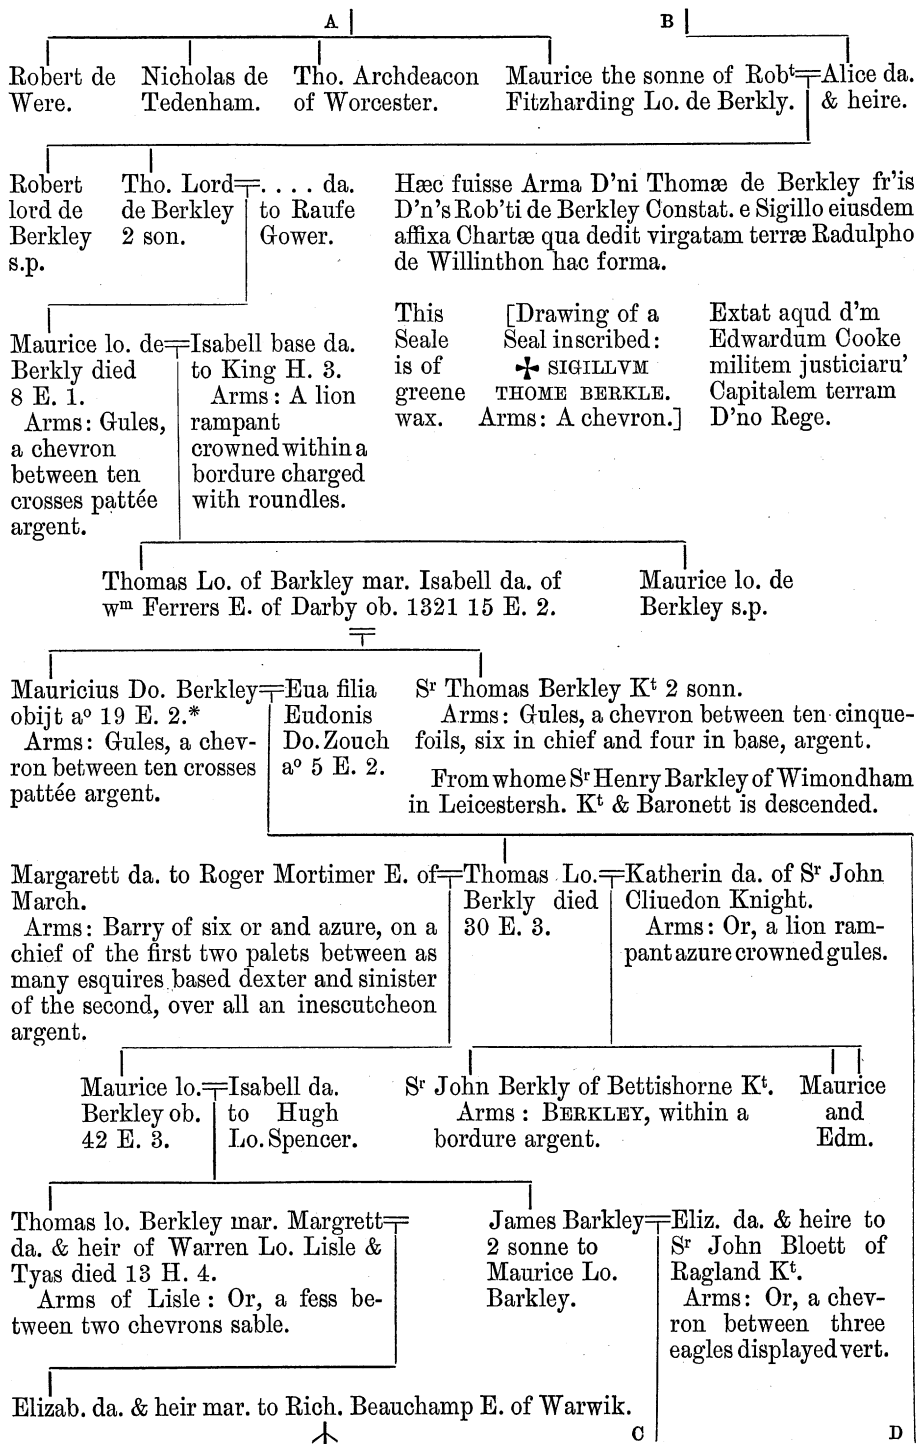 A B
Robert de Were.
Nicholas de Tedenham.
Tho. Archdeacon of Worcester.
Maurice the sonne of Robᵗ
Fitzharding Lo. de Berkly.
Alice da.
& heire.
Robert
lord de
Berkley
s.p.
Tho. Lord
de Berkley
2 son.
. . . . da.
to Raufe
Gower.
Hæc fuisse Arma D'ni Thomæ de Berkley fr'is
D'n's Rob'ti de Berkley Constat. e Sigillo eiusdem
affixa Chartæ qua dedit virgatam terræ Radulpho
de Willinthon hac forma.
This
Seale
is of
greene
wax.
[Drawing of a
Seal inscribed:
✠ SIGILLVM
THOME BERKLE.
Arms: A chevron.]
Extat aqud d'm
Edwardum Cooke
militem justiciaru'
Capitalem terram
D'no Rege.
Maurice lo. de
Berkly died
8 E. 1.
Arms: Gules,
a chevron
between ten
crosses pattée
argent.
Isabell base da.
to King H. 3.
Arms: A lion
rampant
crowned within a
bordure charged
with roundles.
Thomas Lo. of Barkley mar. Isabell da. of
wᵐ Ferrers E. of Darby ob. 1321 15 E. 2.
Maurice lo. de
Berkley s.p.
Mauricius Do. Berkley
obijt aº 19 E. 2.*
Arms: Gules, a chev-
ron between ten crosses
pattée argent.
Eua filia
Eudonis
Do. Zouch
aº 5 E. 2.
Sʳ Thomas Berkley Kᵗ 2 sonn.
Arms: Gules, a chevron between ten cinque-
foils, six in chief and four in base, argent.
From whome Sʳ Henry Barkley of Wimondham
in Leicestersh. Kᵗ & Baronett is descended.
Margarett da. to Roger Mortimer E. of
March.
Arms: Barry of six or and azure, on a
chief of the first two palets between as
many esquires based dexter and sinister
of the second, over all an inescutcheon
argent.
Thomas Lo.
Berkly died
30 E. 3.
Katherin da. of Sʳ John
Cliuedon Knight.
Arms: Or, a lion ram-
pant azure crowned gules.
Maurice lo.
Berkley ob.
42 E. 3.
Isabell da.
to Hugh
Lo. Spencer.
Sʳ John Berkly of Bettishorne Kᵗ.
Arms: BERKLEY, within a
bordure argent.
Maurice
and
Edm.
Thomas lo. Berkley mar. Margrett
da. & heir of Warren Lo. Lisle &
Tyas died 13 H. 4.
Arms of Lisle: Or, a fess be-
tween two chevrons sable.
James Barkley
2 sonne to
Maurice Lo.
Barkley.
Eliz. da. & heire to
Sʳ John Bloett of
Ragland Kᵗ.
Arms: Or, a chev-
ron between three
eagles displayed vert.
Elizab. da. & heir mar. to Rich. Beauchamp E. of Warwik.
C D